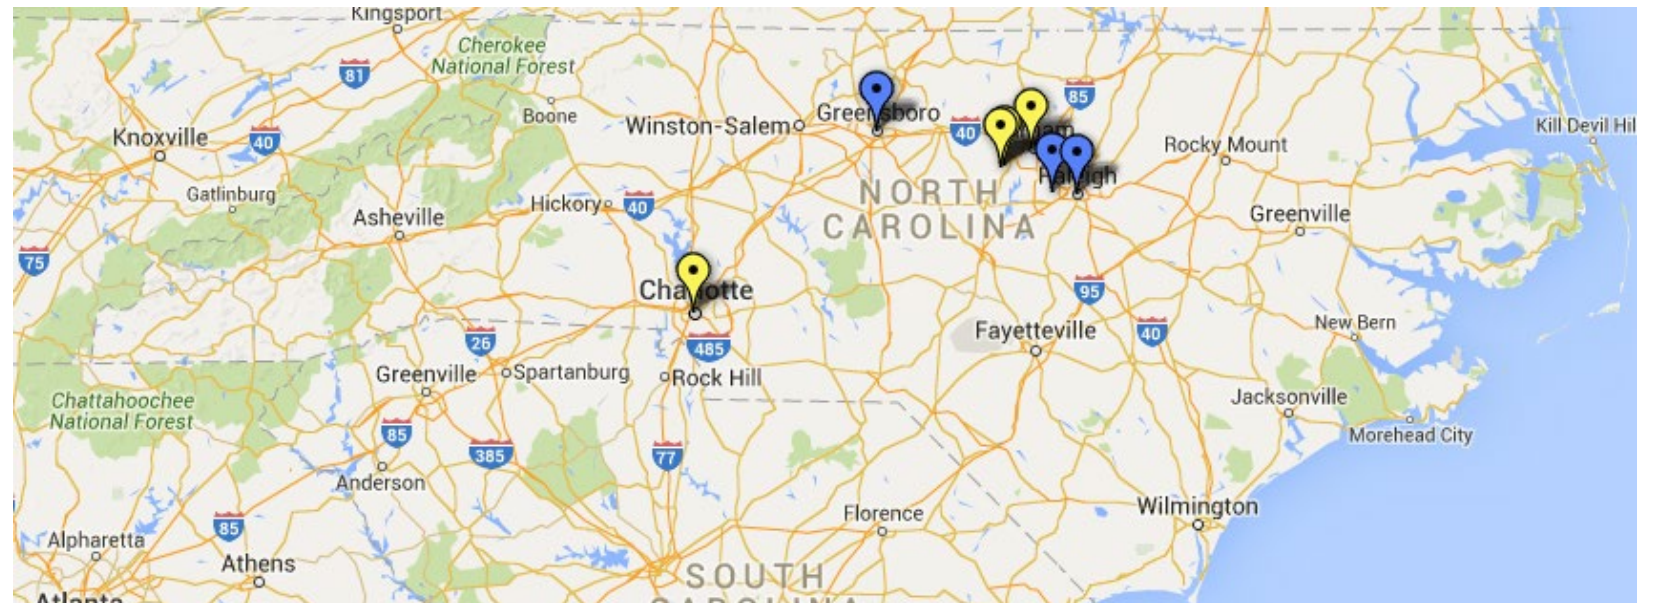 Kingsport
Cherokee
National Forest
81
85
Boone
Greensboro
Winston-Salem
40
Kill Devil Hil
Knoxville
40
Rocky Mount
Raleigh
Gatlinburg
NORTH
CAROLINA
Hickory
40
Asheville
Greenville
75
Charlotte
95
26
485
Fayetteville
40
New Bern
Greenville
Spartanburg
Rock Hill
Chattahoochee
National Forest
Jacksonville
85
Morehead City
385
77
Anderson
Wilmington
Florence
85
Alpharetta
Athens
SOUTH
CAROLINA
Atlanta